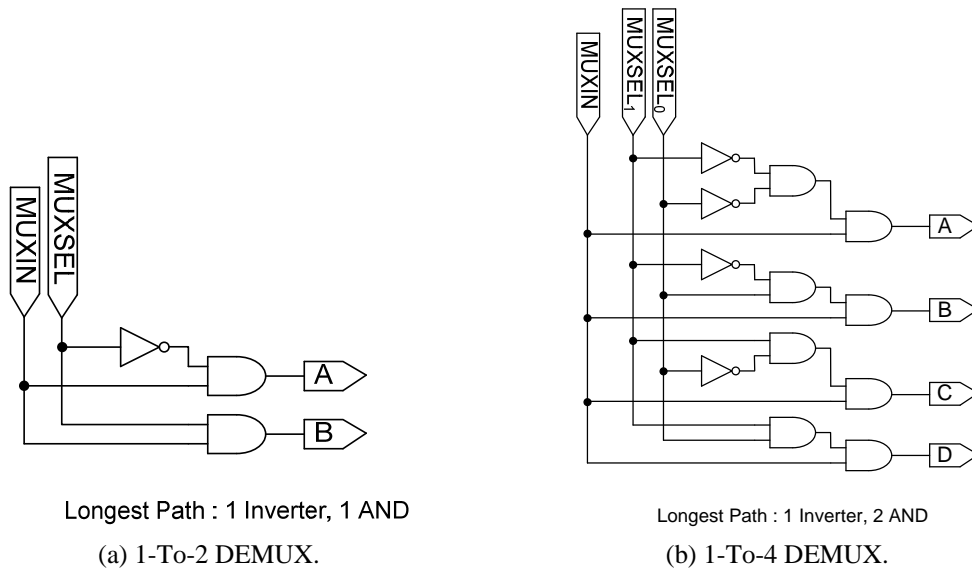 MUXIN
MUXSEL
A
B
Longest Path : 1 Inverter, 1 AND
(a) 1-To-2 DEMUX.
MUXIN
MUXSEL₁
MUXSEL₀
A
B
C
D
Longest Path : 1 Inverter, 2 AND
(b) 1-To-4 DEMUX.